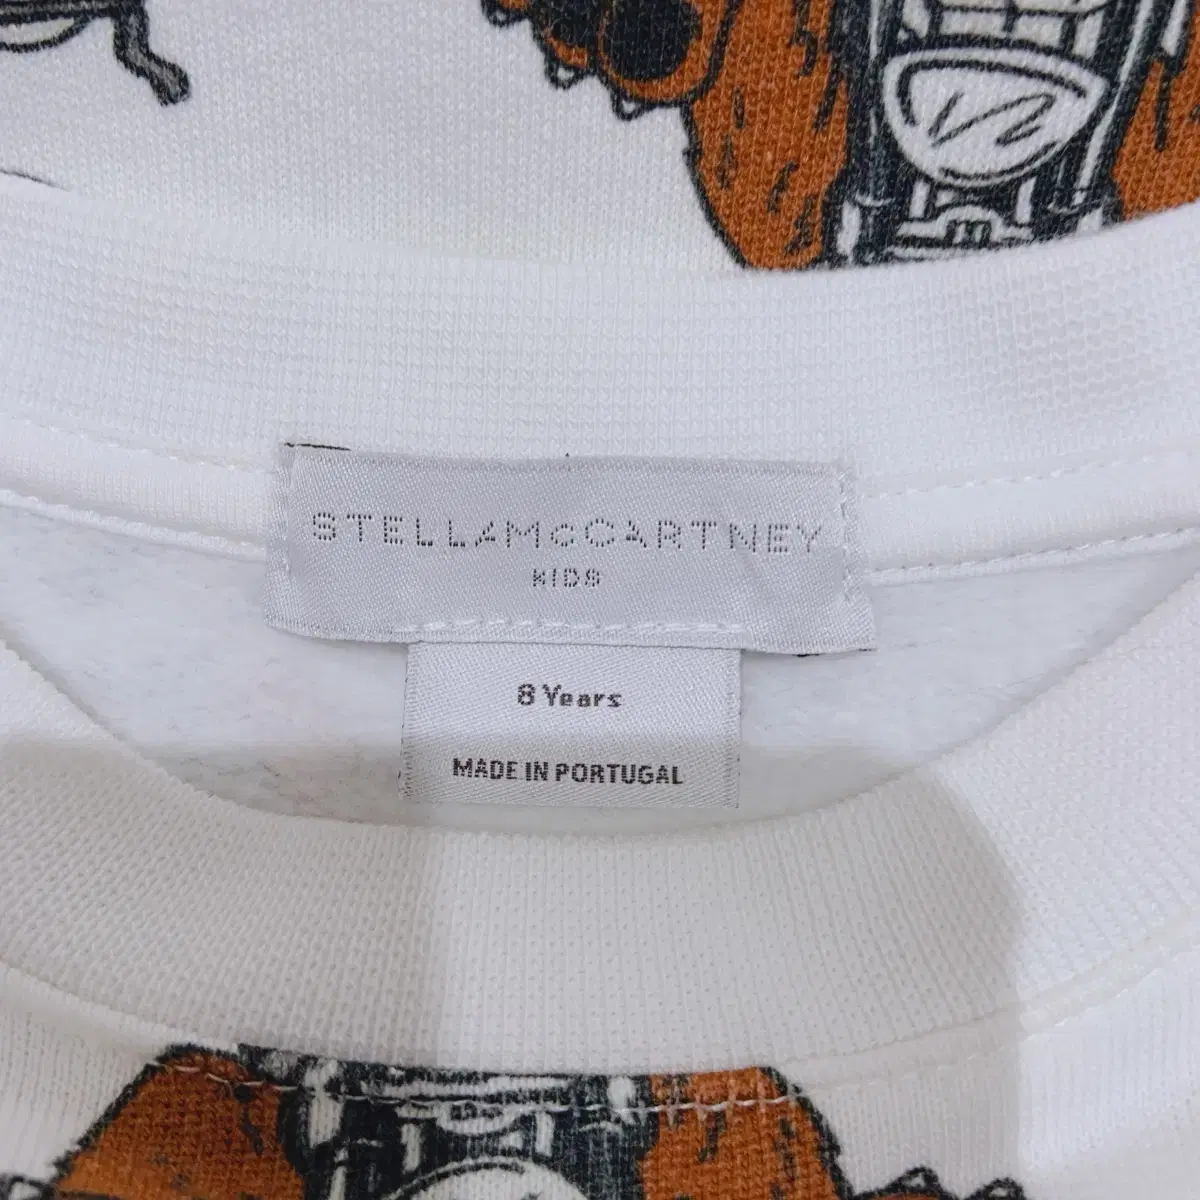 STELLAMcCARTNEY
KIDS
8 Years
MADE IN PORTUGAL